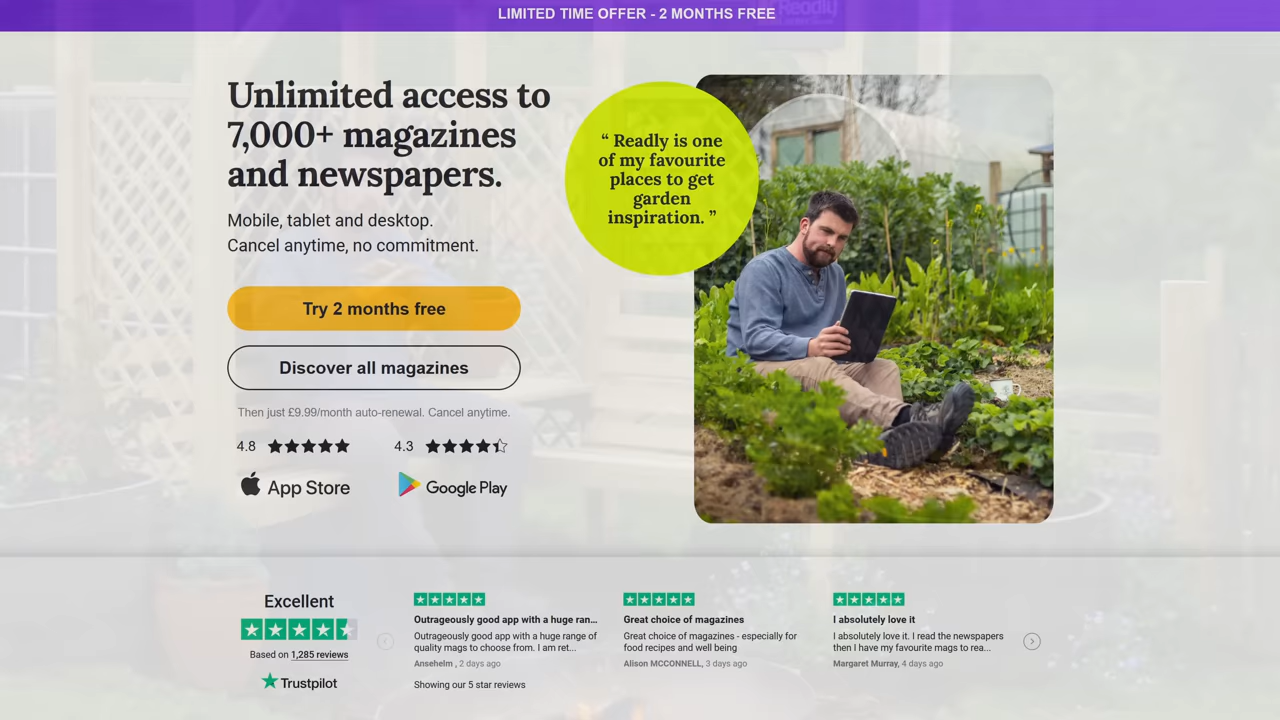 LIMITED TIME OFFER - 2 MONTHS FREE
Readly
Unlimited access to
7,000+ magazines
and newspapers.
Mobile, tablet and desktop.
Cancel anytime, no commitment.
Try 2 months free
Discover all magazines
Then just £9.99/month auto-renewal. Cancel anytime.
4.8
4.3
App Store
Google Play
“ Readly is one
of my favourite
places to get
garden
inspiration. ”
Excellent
Based on 1,285 reviews
Trustpilot
Outrageously good app with a huge ran...
Outrageously good app with a huge range of
quality mags to choose from. I am ret...
Ansehelm , 2 days ago
Showing our 5 star reviews
Great choice of magazines
Great choice of magazines - especially for
food recipes and well being
Alison MCCONNELL, 3 days ago
I absolutely love it
I absolutely love it. I read the newspapers
then I have my favourite mags to rea...
Margaret Murray, 4 days ago